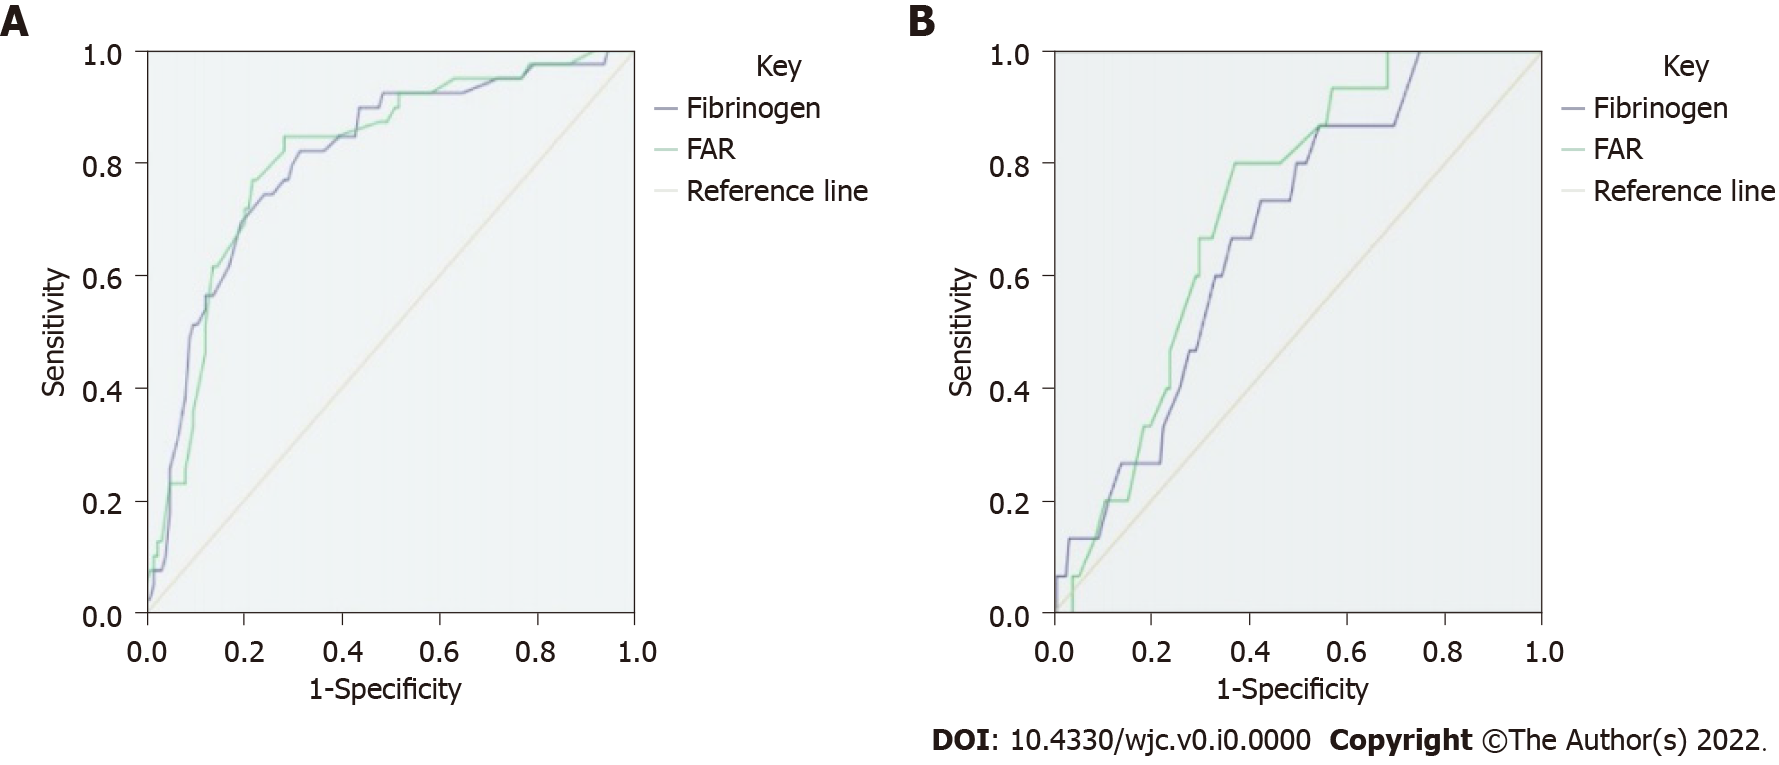 A
1.0
0.8
0.6
0.4
0.2
0.0
Sensitivity
0.0 0.2 0.4 0.6 0.8 1.0
1-Specificity
Key
Fibrinogen
FAR
Reference line
B
1.0
0.8
0.6
0.4
0.2
0.0
Sensitivity
0.0 0.2 0.4 0.6 0.8 1.0
1-Specificity
Key
Fibrinogen
FAR
Reference line
DOI: 10.4330/wjc.v0.i0.0000 Copyright ©The Author(s) 2022.